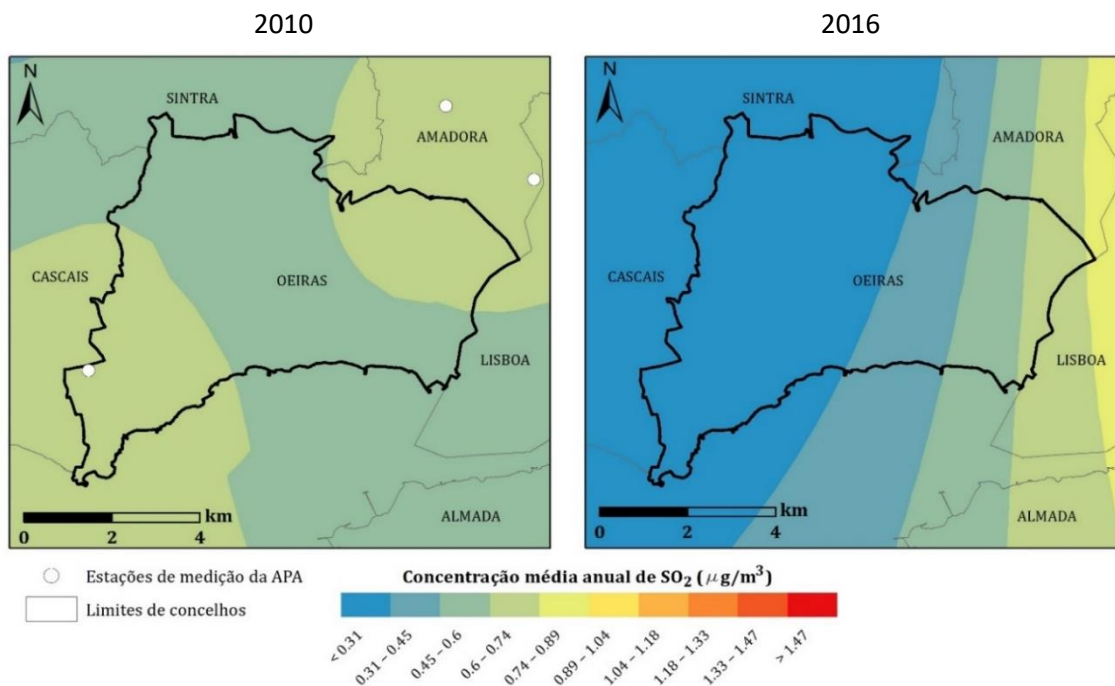 2010
2016
N
SINTRA
AMADORA
CASCAIS
OEIRAS
LISBOA
km
0 2 4
ALMADA
N
SINTRA
AMADORA
CASCAIS
OEIRAS
LISBOA
km
0 2 4
ALMADA
Estações de medição da APA
Limites de concelhos
Concentração média anual de SO₂ (μg/m³)
< 0.31
0.31 – 0.45
0.45 – 0.6
0.6 – 0.74
0.74 – 0.89
0.89 – 1.04
1.04 – 1.18
1.18 – 1.33
1.33 – 1.47
> 1.47